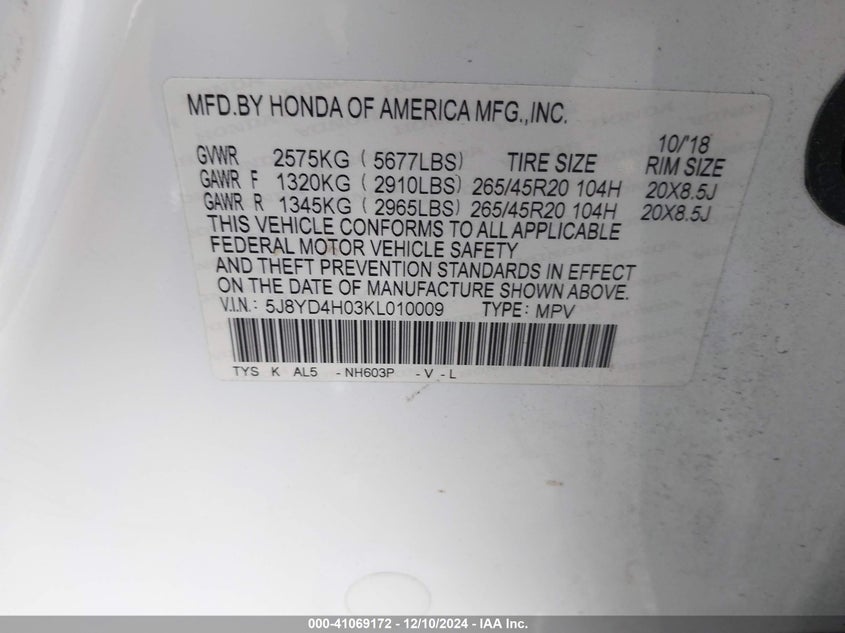 MFD.BY HONDA OF AMERICA MFG.,INC.
10/'18
GVWR 2575KG ( 5677LBS) TIRE SIZE RIM SIZE
GAWR F 1320KG (2910LBS) 265/45R20 104H 20X8.5J
GAWR R 1345KG (2965LBS) 265/45R20 104H 20X8.5J
THIS VEHICLE CONFORMS TO ALL APPLICABLE
FEDERAL MOTOR VEHICLE SAFETY
AND THEFT PREVENTION STANDARDS IN EFFECT
ON THE DATE OF MANUFACTURE SHOWN ABOVE.
V.I.N.: 5J8YD4H03KL010009 TYPE: MPV
TYS K AL5 - NH603P - V - L
000-41069172 — 12/10/2024 — IAA Inc.